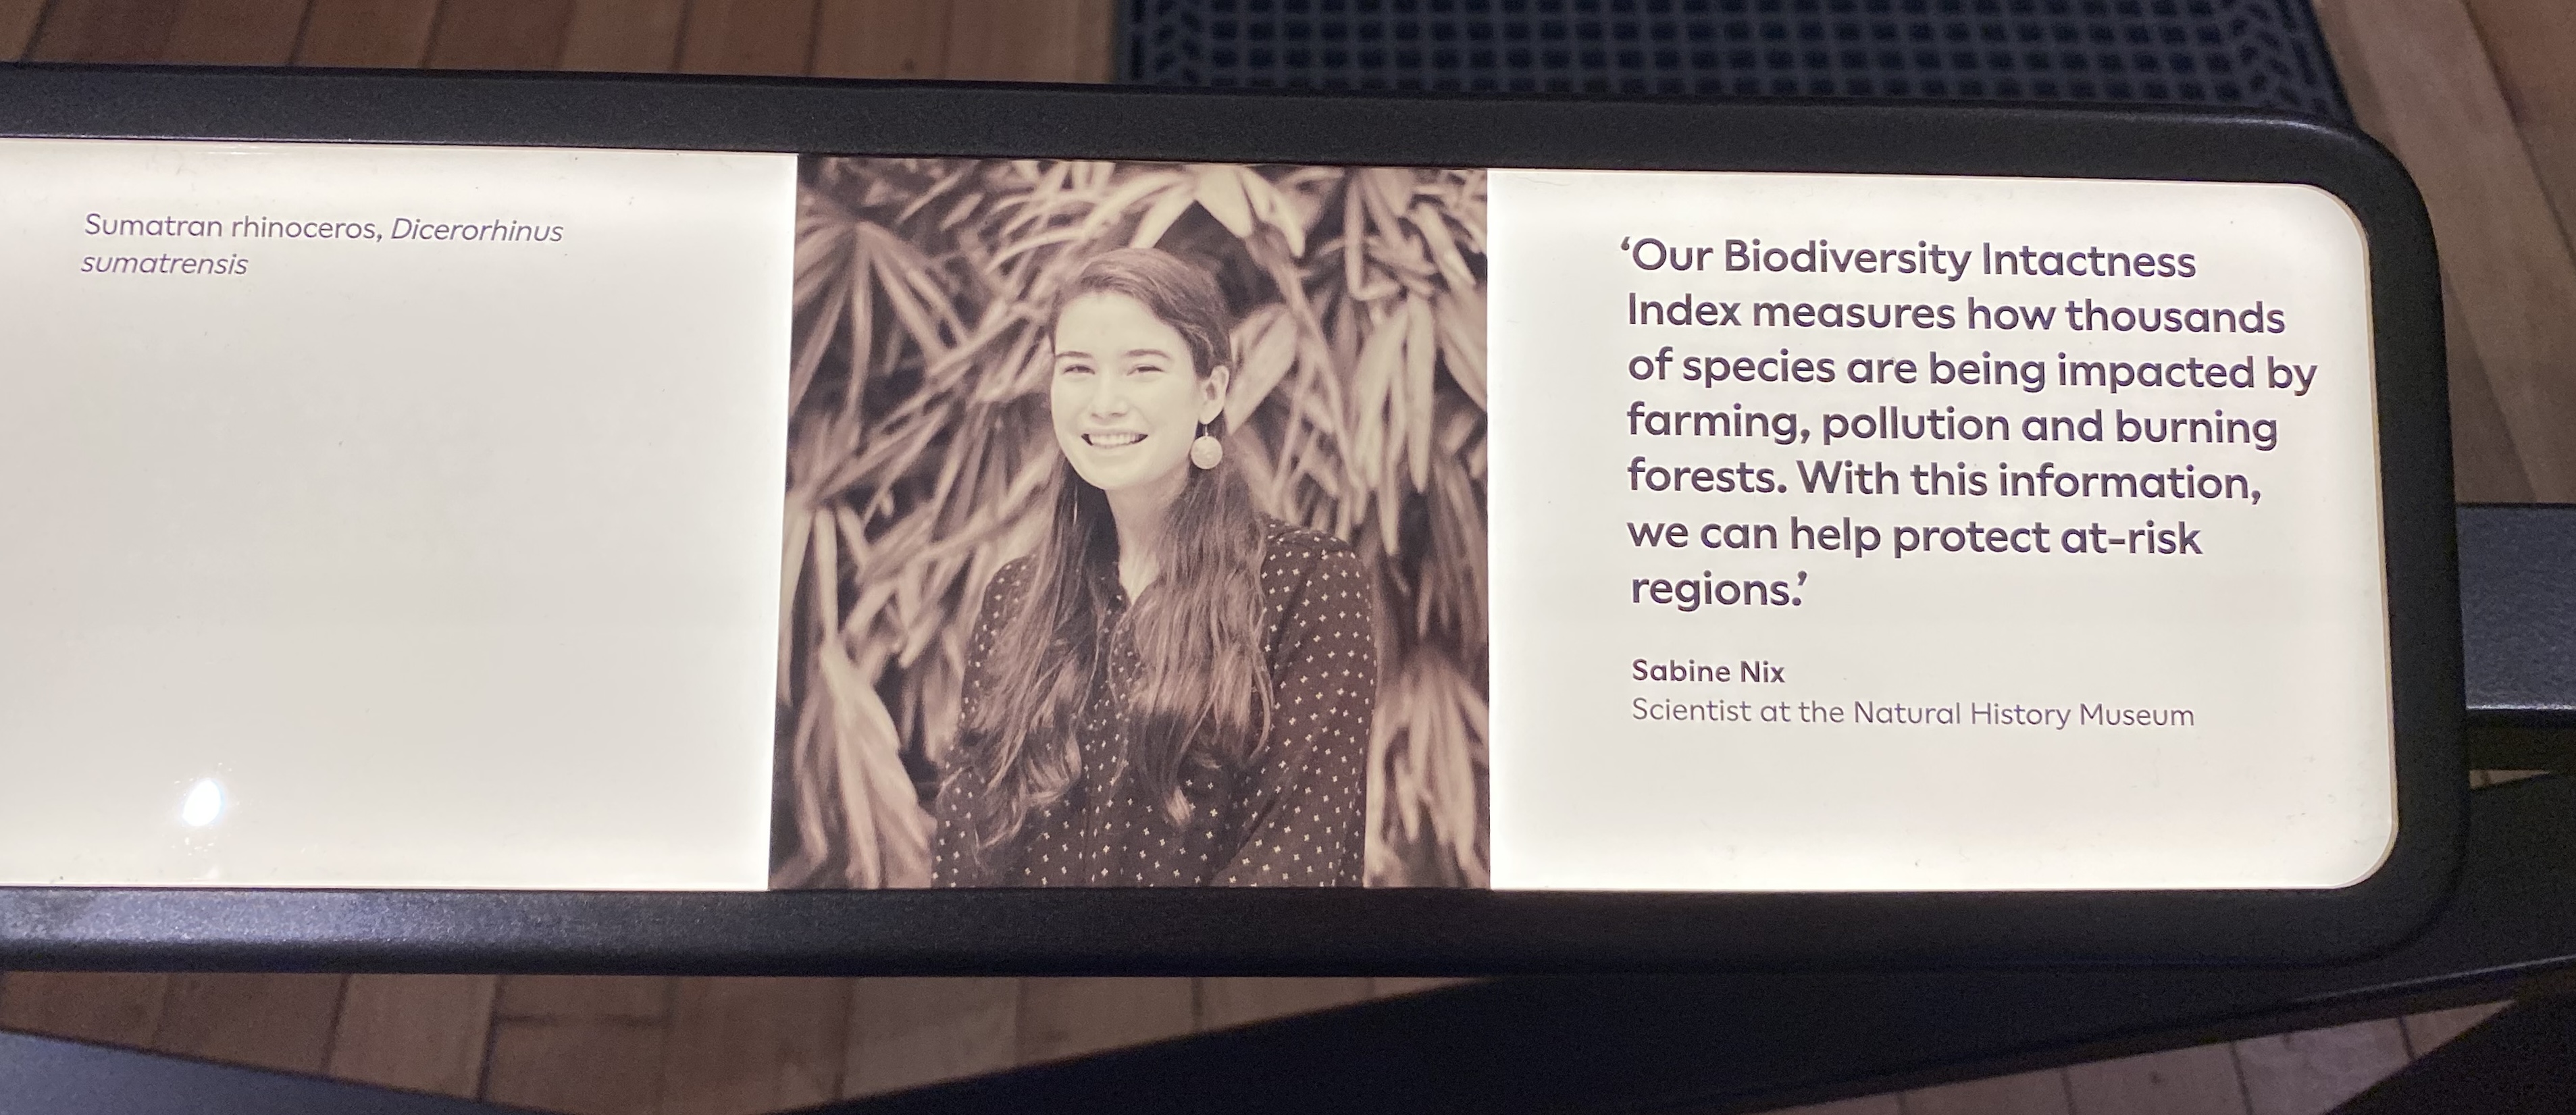 Sumatran rhinoceros, Dicerorhinus
sumatrensis
‘Our Biodiversity Intactness
Index measures how thousands
of species are being impacted by
farming, pollution and burning
forests. With this information,
we can help protect at-risk
regions.’
Sabine Nix
Scientist at the Natural History Museum